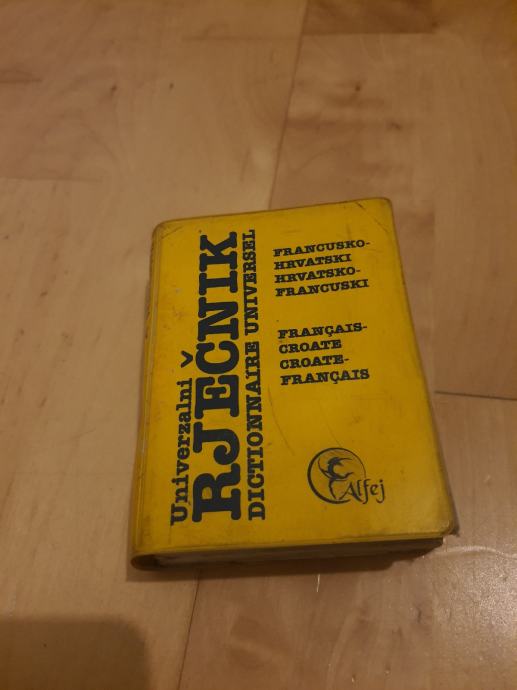 Univerzalni
RJEČNIK
DICTIONNAIRE UNIVERSEL
FRANCUSKO-
HRVATSKI
HRVATSKO-
FRANCUSKI
FRANÇAIS-
CROATE
CROATE-
FRANÇAIS
Alfej